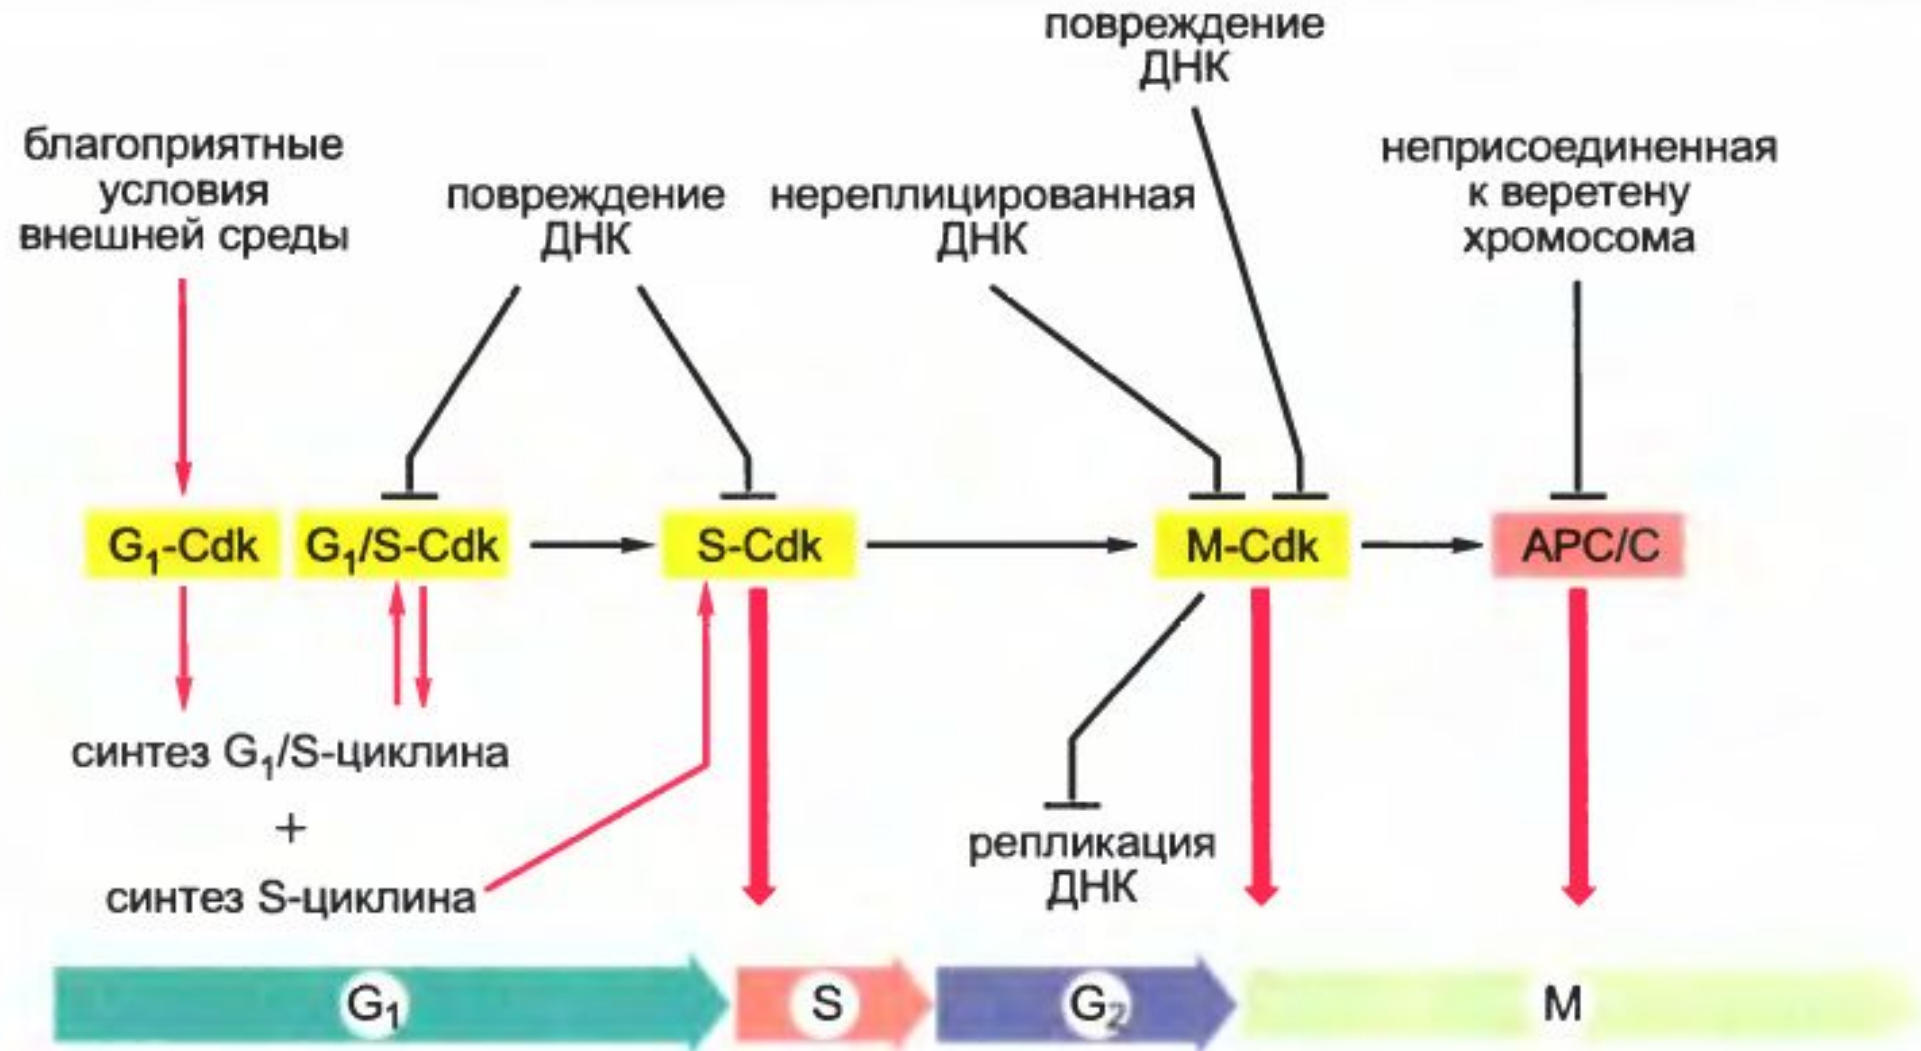 повреждение
ДНК
благоприятные
условия
внешней среды
повреждение
ДНК
нереплицированная
ДНК
неприсоединенная
к веретену
хромосома
G₁-Cdk
G₁/S-Cdk
S-Cdk
M-Cdk
APC/C
синтез G₁/S-циклина
+
синтез S-циклина
репликация
ДНК
G₁
S
G₂
M